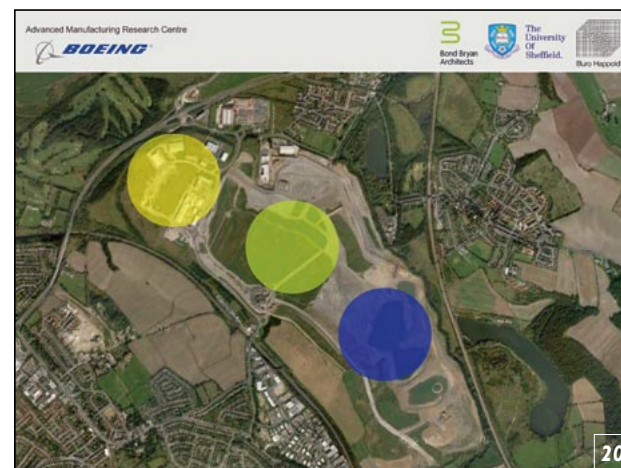 Advanced Manufacturing Research Centre
BOEING®
Bond Bryan
Architects
The
University
Of
Sheffield.
Buro Happold
20